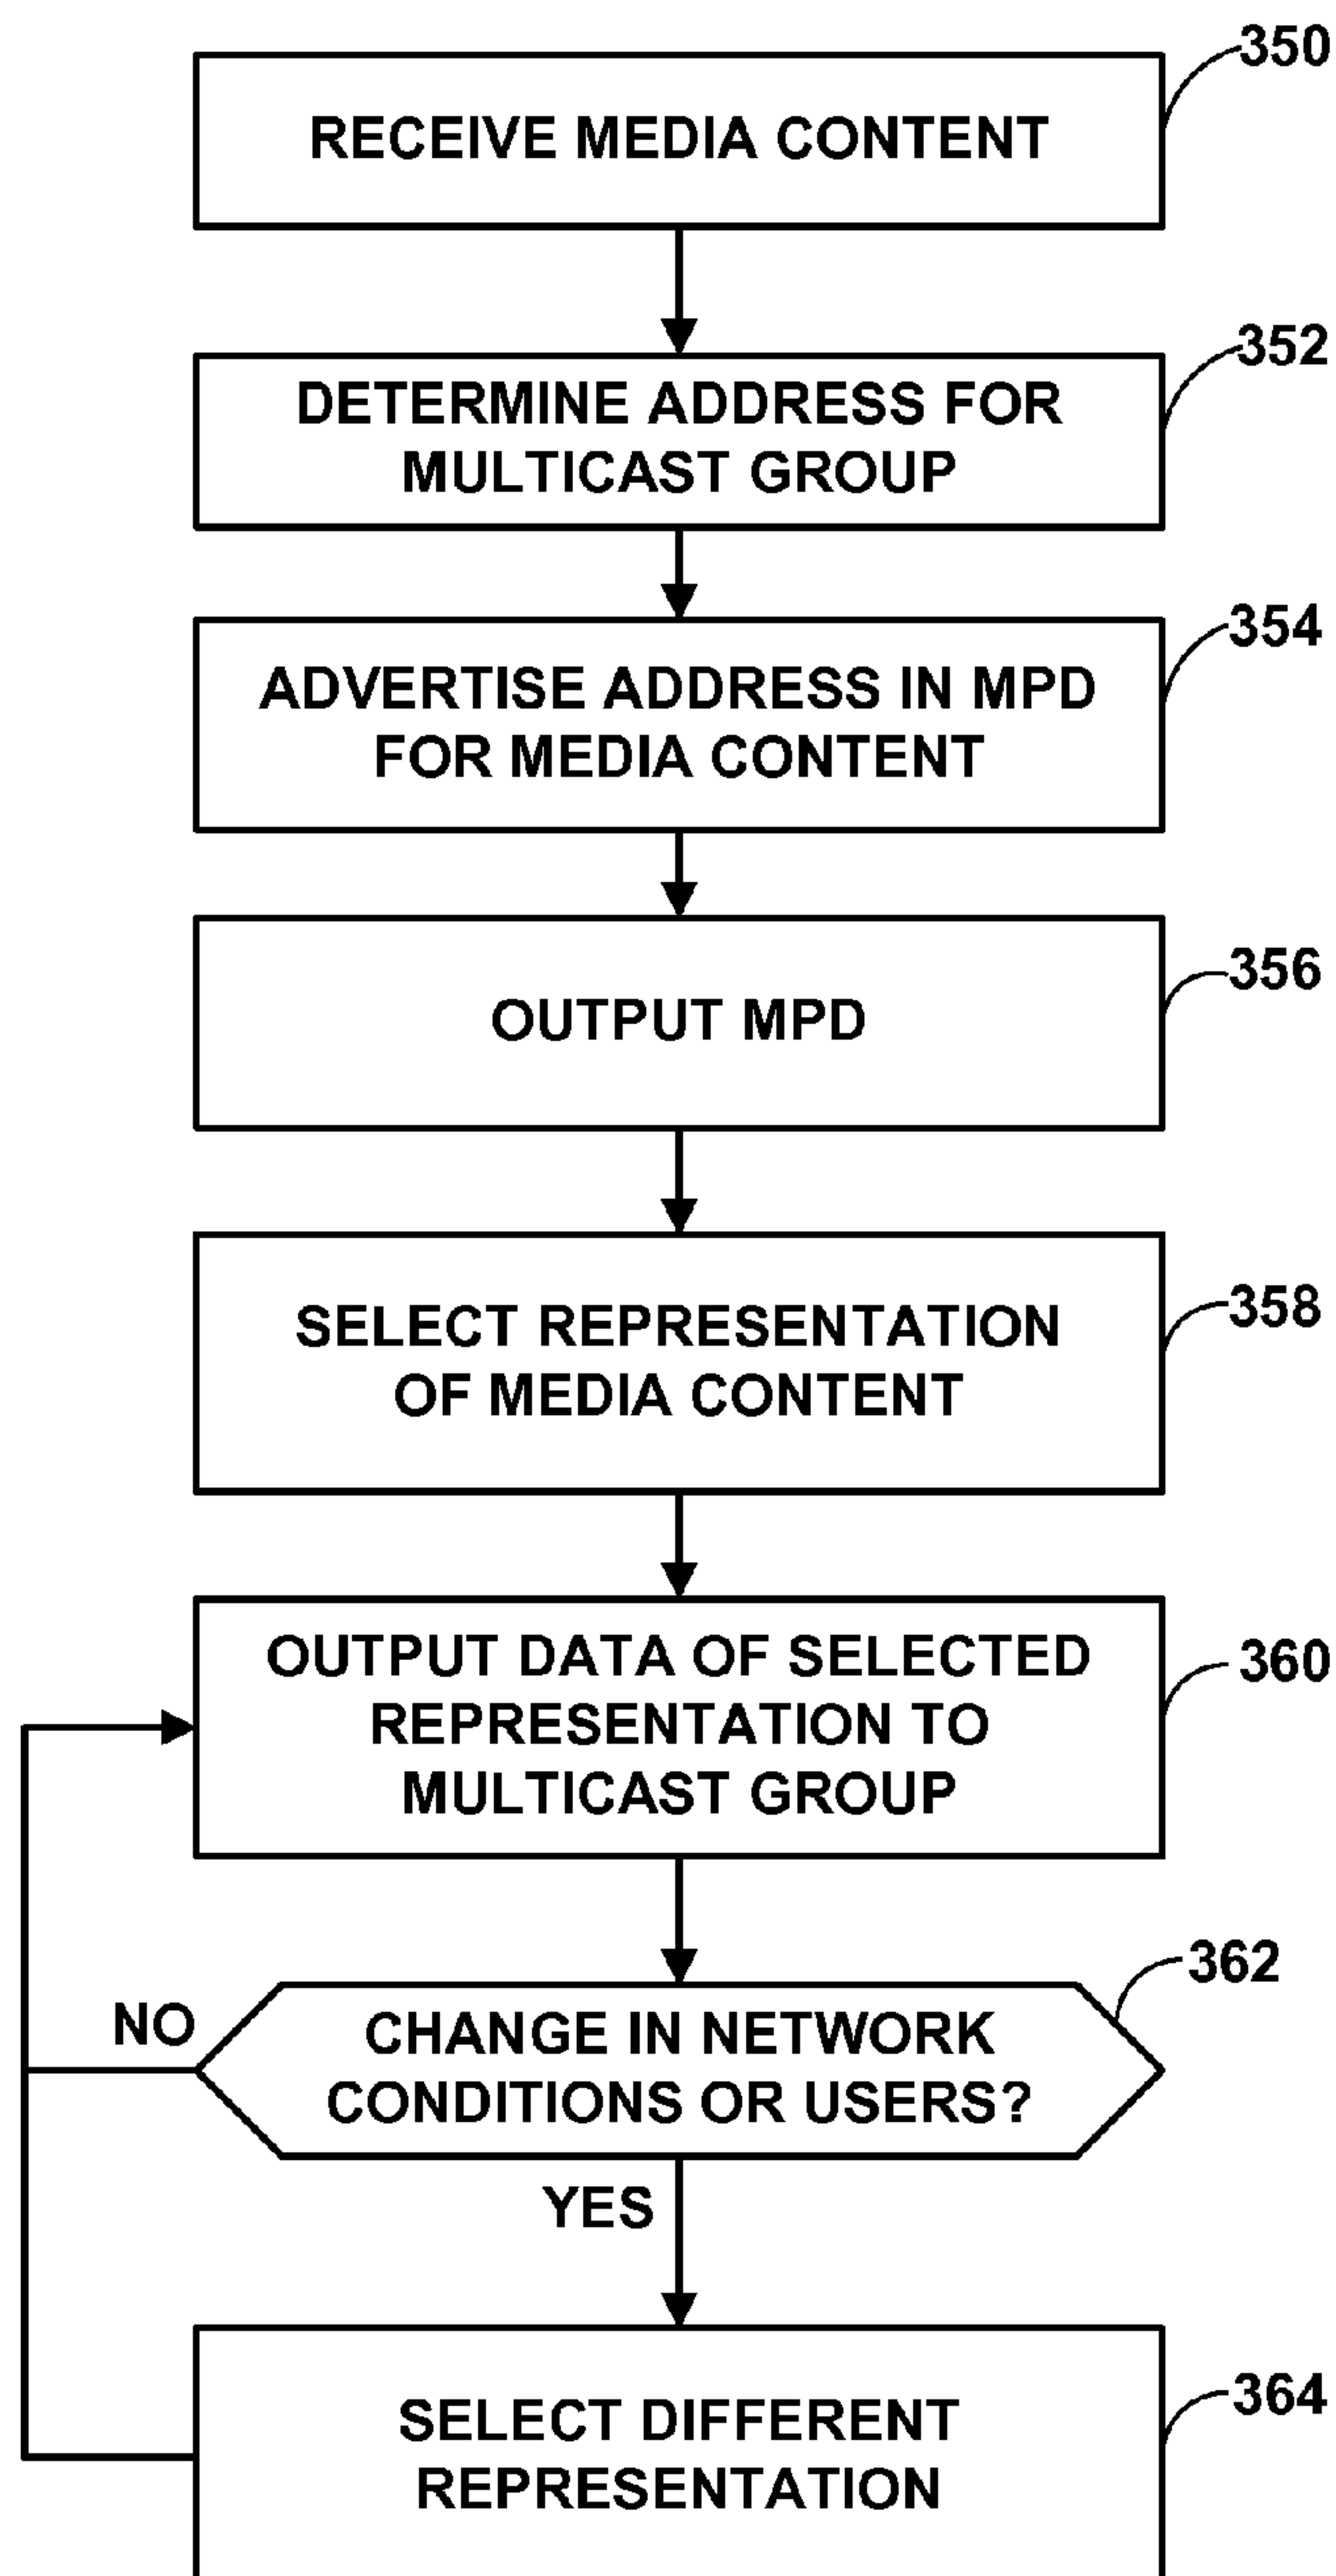 350
RECEIVE MEDIA CONTENT
352
DETERMINE ADDRESS FOR
MULTICAST GROUP
354
ADVERTISE ADDRESS IN MPD
FOR MEDIA CONTENT
356
OUTPUT MPD
358
SELECT REPRESENTATION
OF MEDIA CONTENT
360
OUTPUT DATA OF SELECTED
REPRESENTATION TO
MULTICAST GROUP
362
NO
CHANGE IN NETWORK
CONDITIONS OR USERS?
YES
364
SELECT DIFFERENT
REPRESENTATION